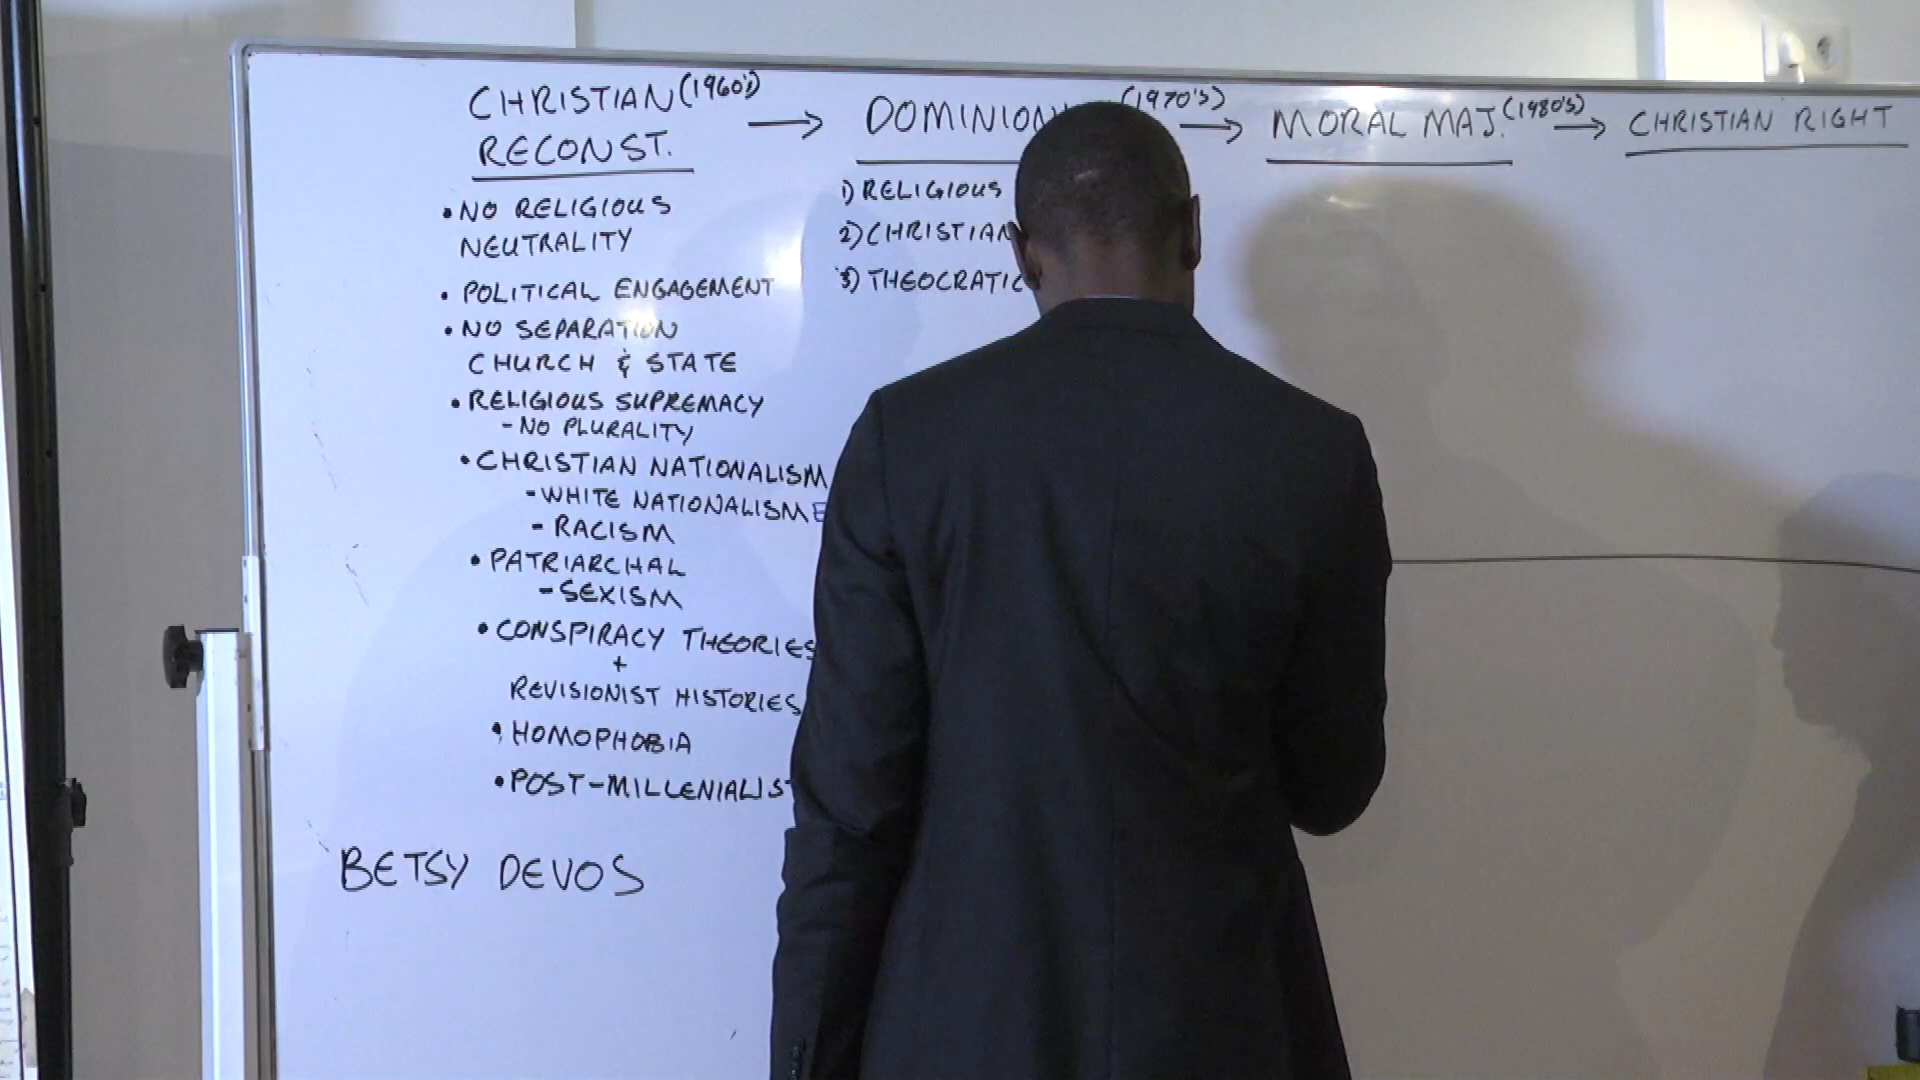 CHRISTIAN (1960's) → DOMINION (1970's) → MORAL MAJ. (1980's) → CHRISTIAN RIGHT
RECONST.
• NO RELIGIOUS
NEUTRALITY
• POLITICAL ENGAGEMENT
• NO SEPARATION
CHURCH & STATE
• RELIGIOUS SUPREMACY
- NO PLURALITY
• CHRISTIAN NATIONALISM
- WHITE NATIONALISM E
- RACISM
• PATRIARCHAL
- SEXISM
• CONSPIRACY THEORIES
+
REVISIONIST HISTORIES
• HOMOPHOBIA
• POST-MILLENIALIST
BETSY DEVOS
1) RELIGIOUS
2) CHRISTIAN
3) THEOCRATIC